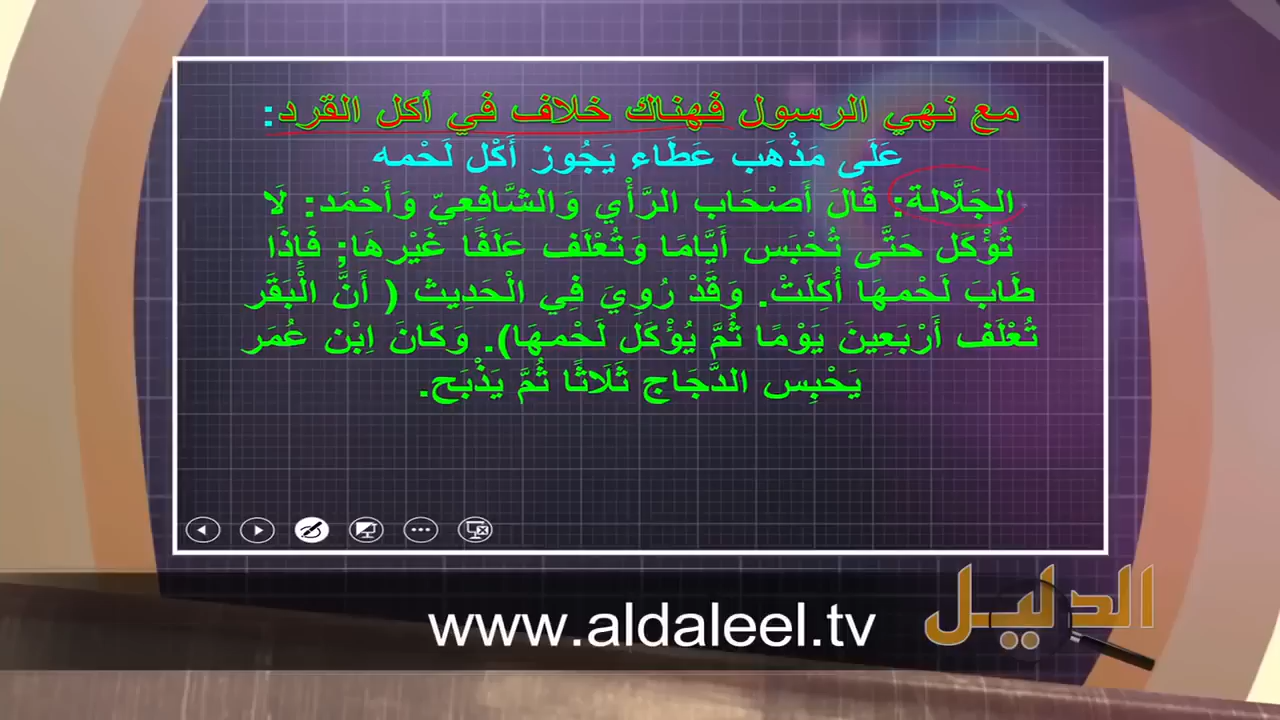 مع نهي الرسول فهناك خلاف في أكل القرد:
عَلَى مَذْهَب عَطَاء يَجُوز أَكْل لَحْمه
الجَلَّالة: قَالَ أَصْحَاب الرَّأْي وَالشَّافِعِيّ وَأَحْمَد: لَا
تُؤْكَل حَتَّى تُحْبَس أَيَّامًا وَتُعْلَف عَلَفًا غَيْرهَا; فَإِذَا
طَابَ لَحْمهَا أُكِلَتْ. وَقَدْ رُوِيَ فِي الْحَدِيث ( أَنَّ الْبَقَر
تُعْلَف أَرْبَعِينَ يَوْمًا ثُمَّ يُؤْكَل لَحْمهَا). وَكَانَ اِبْن عُمَر
يَحْبِس الدَّجَاج ثَلَاثًا ثُمَّ يَذْبَح.
الدليل
www.aldaleel.tv